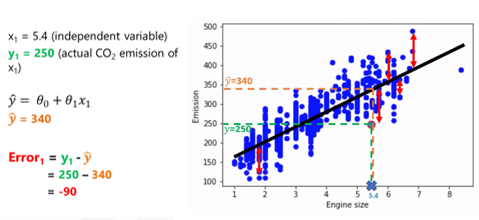 x₁ = 5.4 (independent variable)
y₁ = 250 (actual CO₂ emission of
x₁)
ŷ = θ₀ + θ₁x₁
ŷ = 340
Error₁ = y₁ - ŷ
= 250 – 340
= -90
500
450
400
350
300
250
200
150
100
Emission
ŷ=340
y=250
1
2
3
4
5
6
7
8
5.4
Engine size